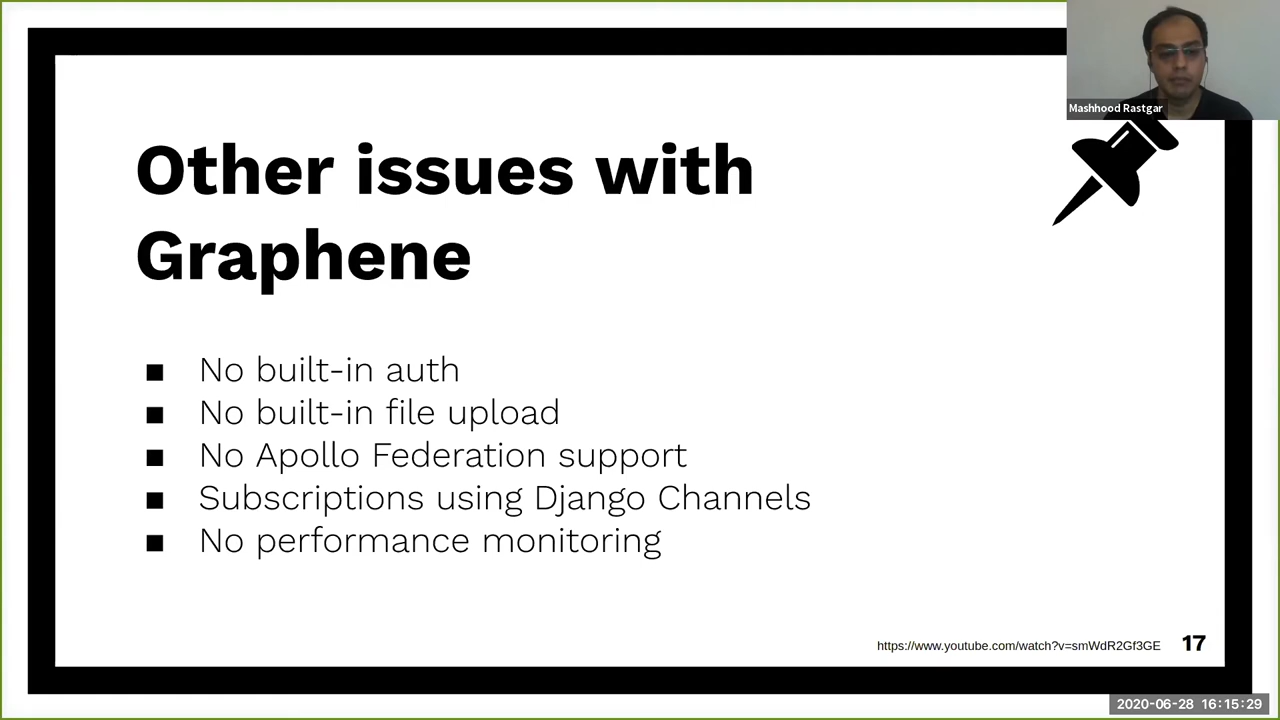 Mashhood Rastgar
Other issues with
Graphene
■ No built-in auth
■ No built-in file upload
■ No Apollo Federation support
■ Subscriptions using Django Channels
■ No performance monitoring
https://www.youtube.com/watch?v=smWdR2Gf3GE 17
2020-06-28 16:15:29